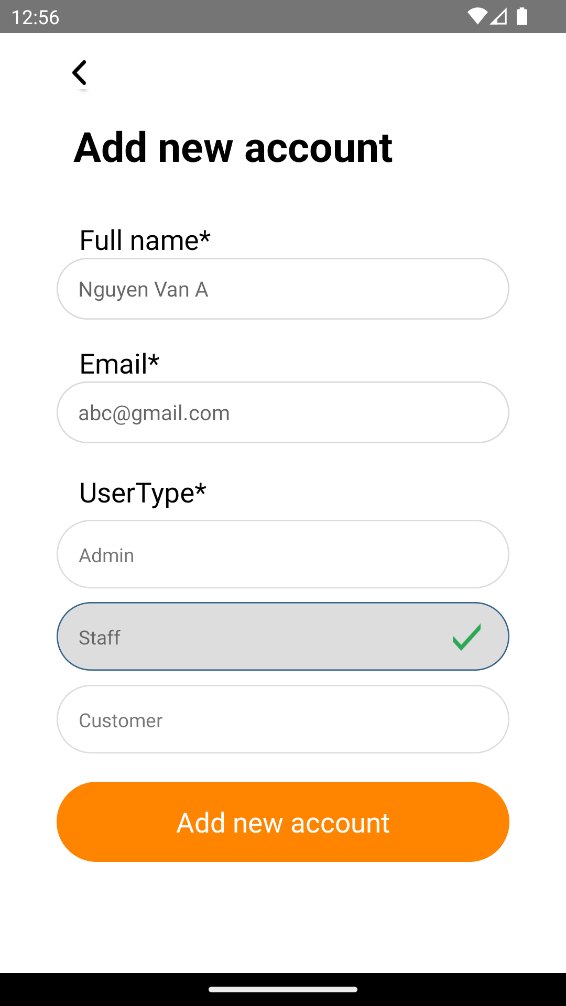 12:56
Add new account
Full name*
Nguyen Van A
Email*
abc@gmail.com
UserType*
Admin
Staff
Customer
Add new account